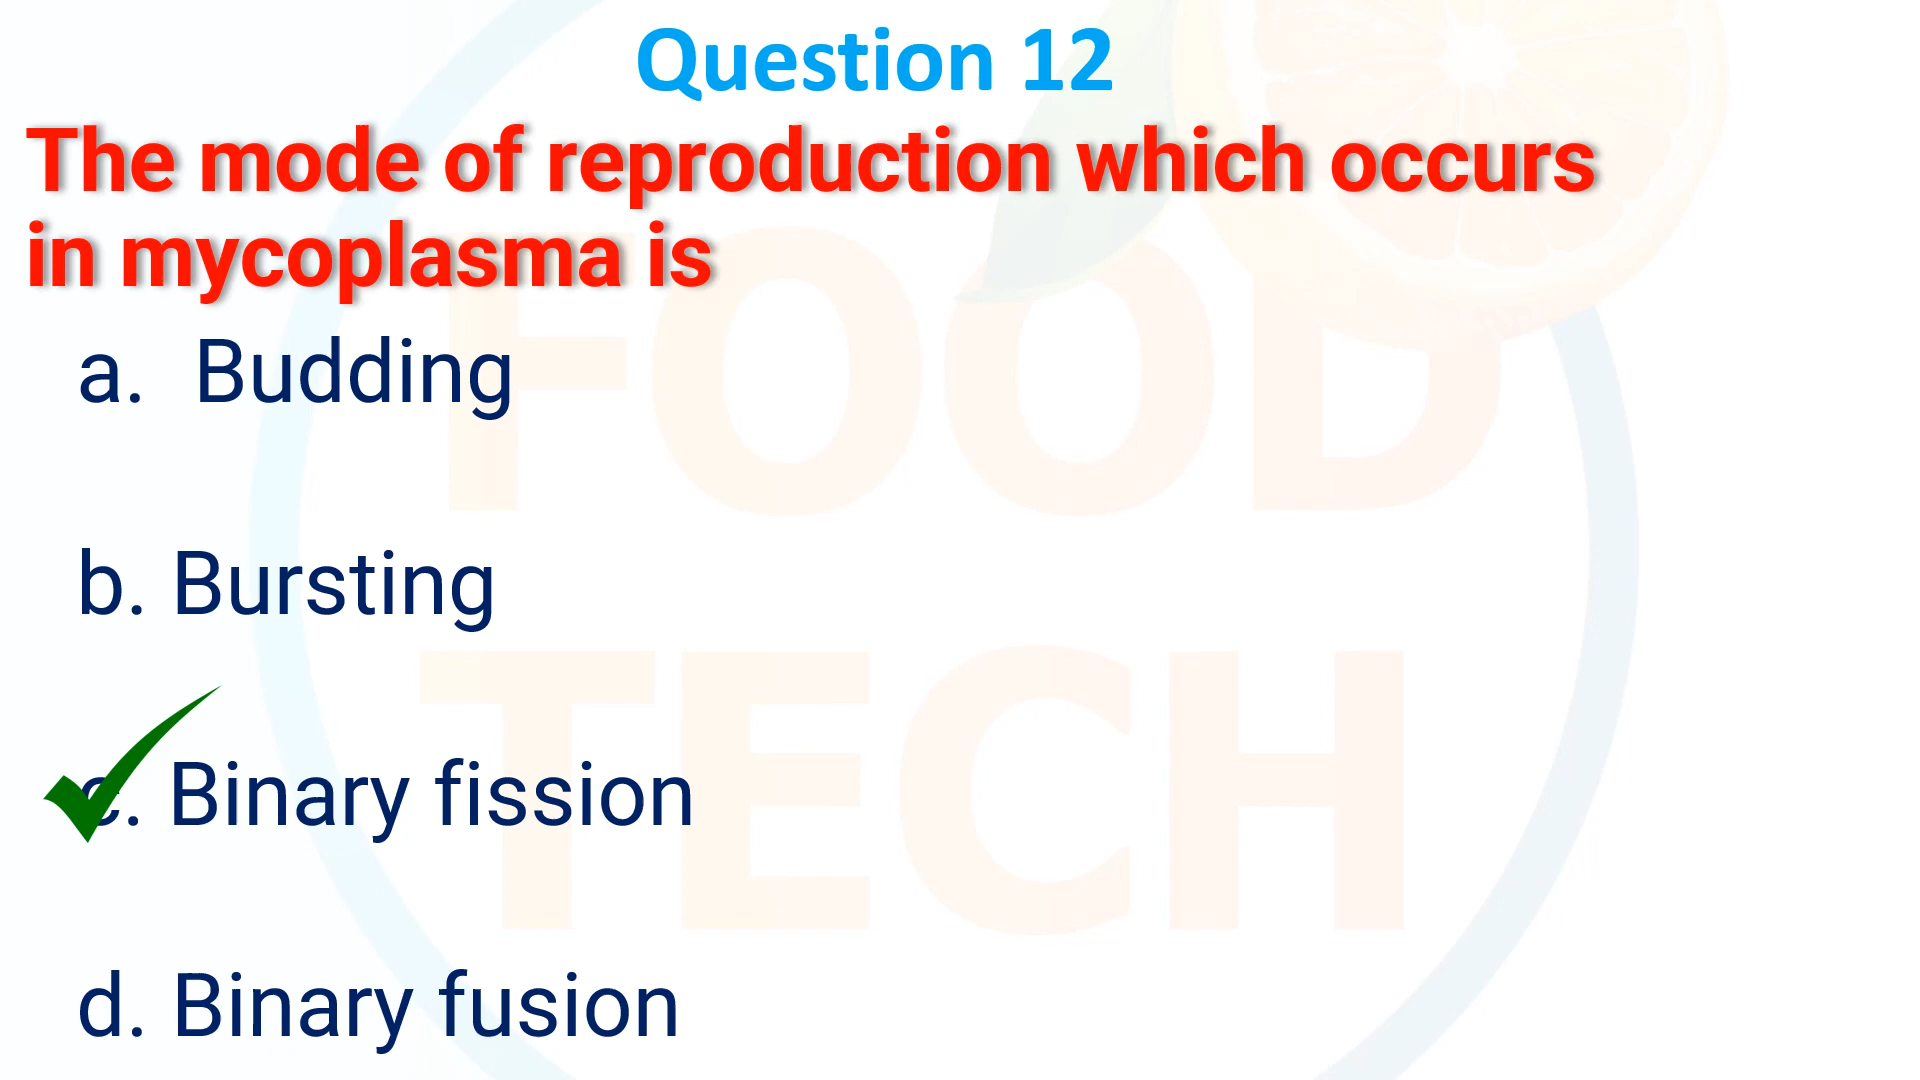 Question 12
The mode of reproduction which occurs
in mycoplasma is
a. Budding
b. Bursting
c. Binary fission
d. Binary fusion
FOOD
TECH